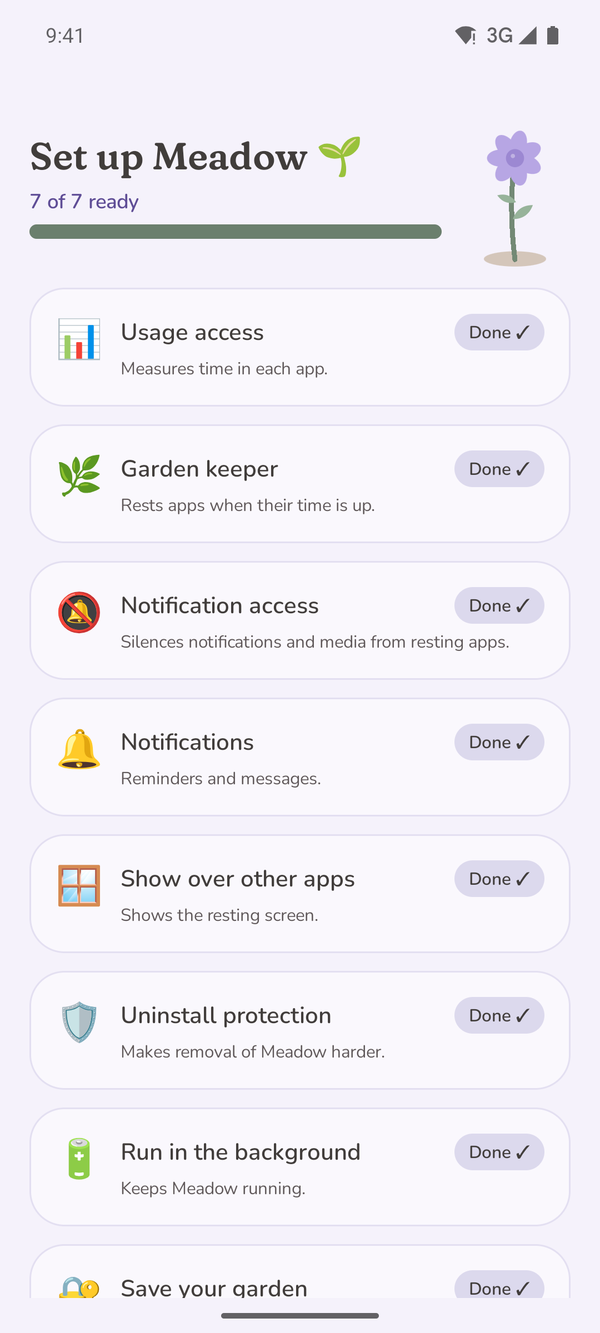 9:41
3G
Set up Meadow 🌱
7 of 7 ready
Usage access
Done ✓
Measures time in each app.
Garden keeper
Done ✓
Rests apps when their time is up.
Notification access
Done ✓
Silences notifications and media from resting apps.
Notifications
Done ✓
Reminders and messages.
Show over other apps
Done ✓
Shows the resting screen.
Uninstall protection
Done ✓
Makes removal of Meadow harder.
Run in the background
Done ✓
Keeps Meadow running.
Save your garden
Done ✓